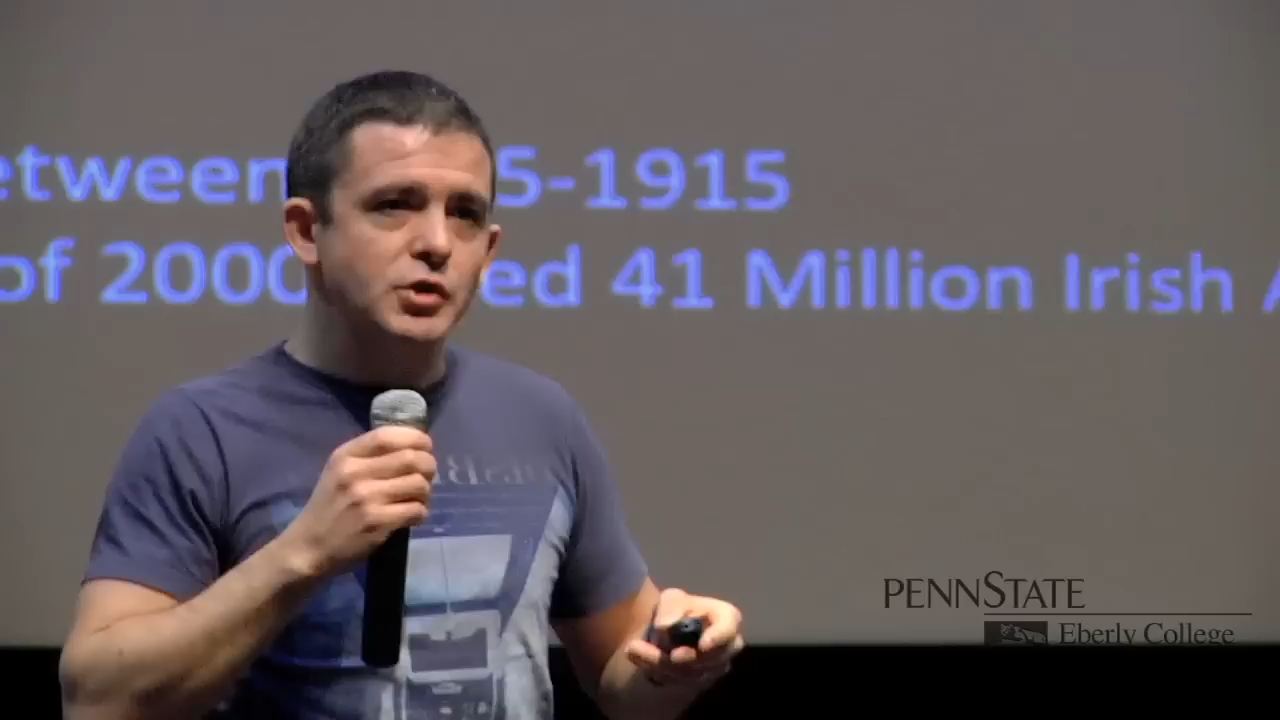 etween 5-1915
of 2000 ed 41 Million Irish A
PENNSTATE
Eberly College